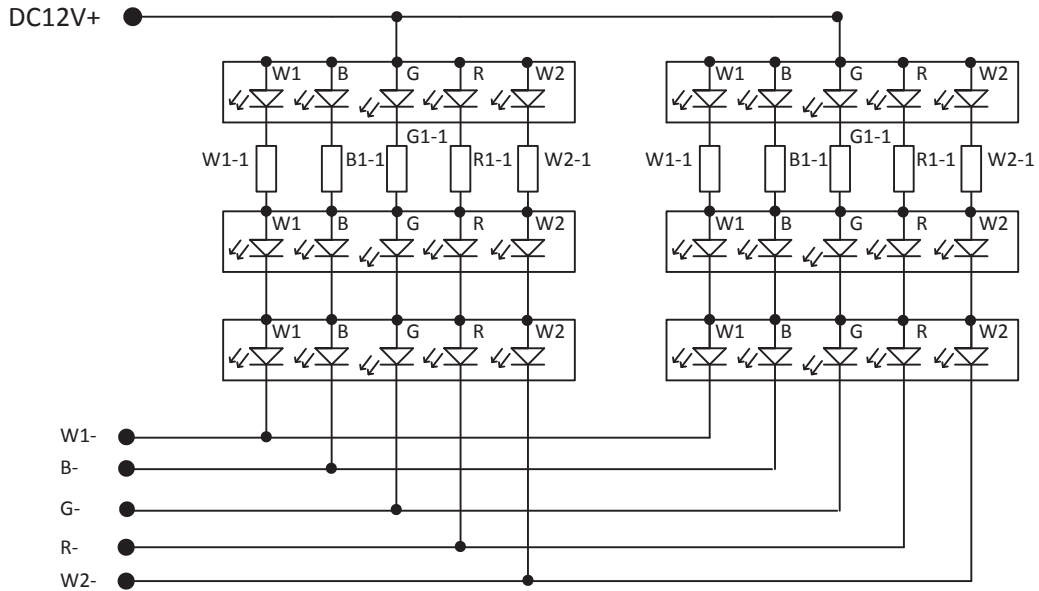 DC12V+
W1 B G R W2 W1 B G R W2
G1-1 G1-1
W1-1 B1-1 R1-1 W2-1 W1-1 B1-1 R1-1 W2-1
W1 B G R W2 W1 B G R W2
W1 B G R W2 W1 B G R W2
W1-
B-
G-
R-
W2-